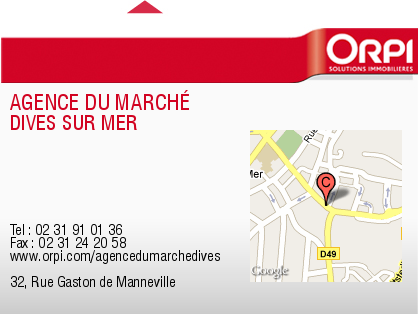 ORPI
SOLUTIONS IMMOBILIÈRES
AGENCE DU MARCHÉ
DIVES SUR MER
Mer
C
D49
Google
Tel : 02 31 91 01 36
Fax : 02 31 24 20 58
www.orpi.com/agencedumarchedives
32, Rue Gaston de Manneville